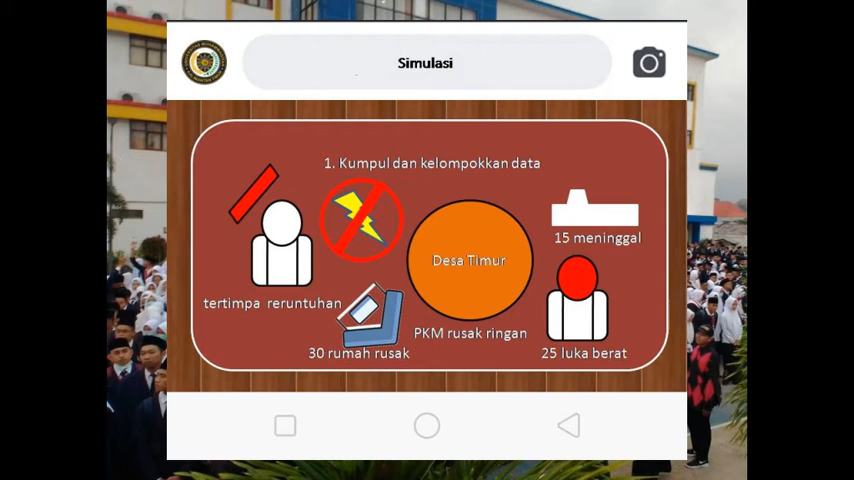 Simulasi
1. Kumpul dan kelompokkan data
15 meninggal
Desa Timur
tertimpa reruntuhan
PKM rusak ringan
30 rumah rusak
25 luka berat